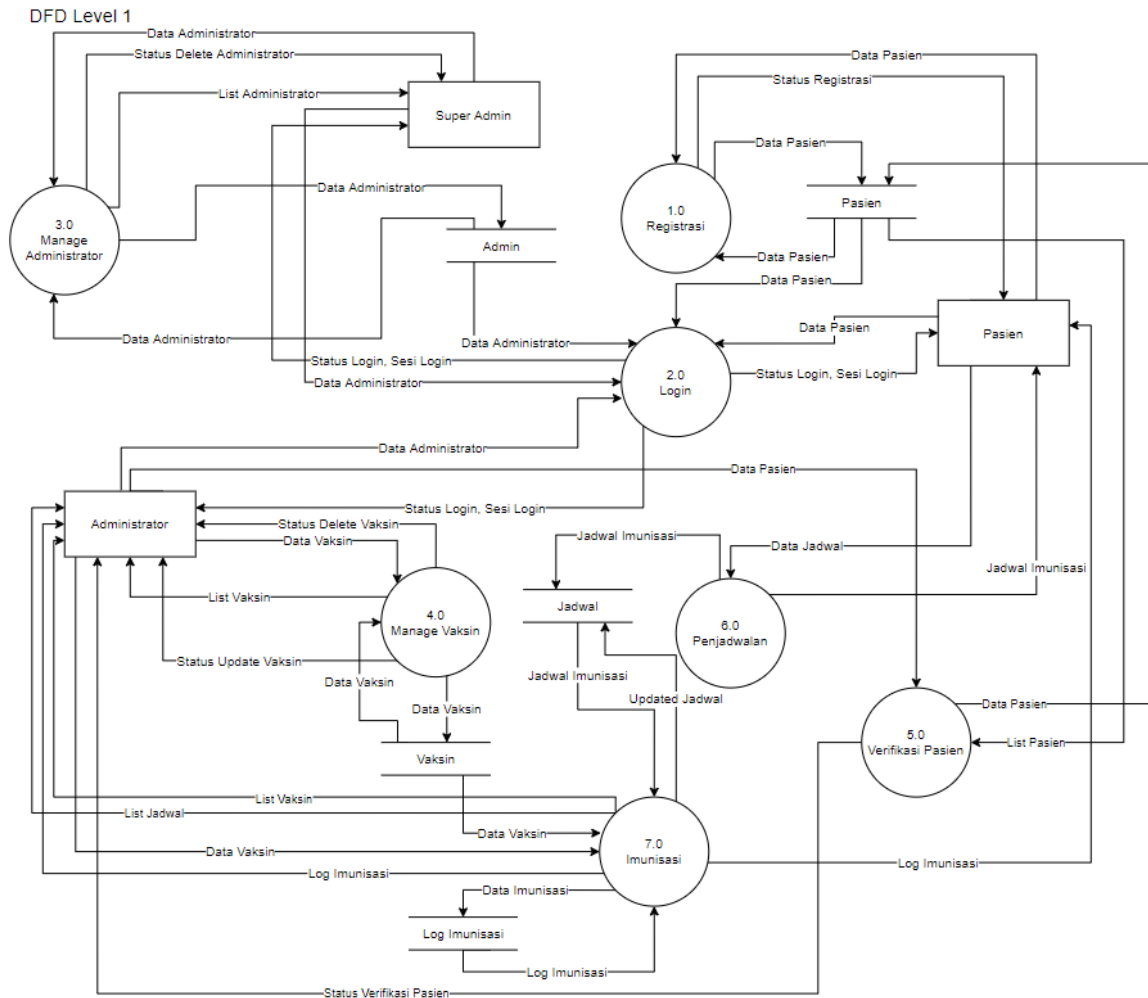 DFD Level 1
Data Administrator
Status Delete Administrator
List Administrator
Super Admin
Data Pasien
Status Registrasi
Data Pasien
Pasien
1.0
Registrasi
Data Pasien
Data Pasien
3.0
Manage
Administrator
Data Administrator
Admin
Data Administrator
Data Administrator
Status Login, Sesi Login
Data Administrator
2.0
Login
Data Pasien
Status Login, Sesi Login
Pasien
Data Administrator
Data Pasien
Administrator
Status Login, Sesi Login
Status Delete Vaksin
Data Vaksin
List Vaksin
4.0
Manage Vaksin
Status Update Vaksin
Data Vaksin
Data Vaksin
Vaksin
Jadwal Imunisasi
Jadwal
Data Jadwal
Jadwal Imunisasi
6.0
Penjadwalan
Jadwal Imunisasi
Updated Jadwal
Data Pasien
5.0
Verifikasi Pasien
List Pasien
List Vaksin
List Jadwal
Data Vaksin
Data Vaksin
7.0
Imunisasi
Log Imunisasi
Log Imunisasi
Data Imunisasi
Log Imunisasi
Log Imunisasi
Status Verifikasi Pasien